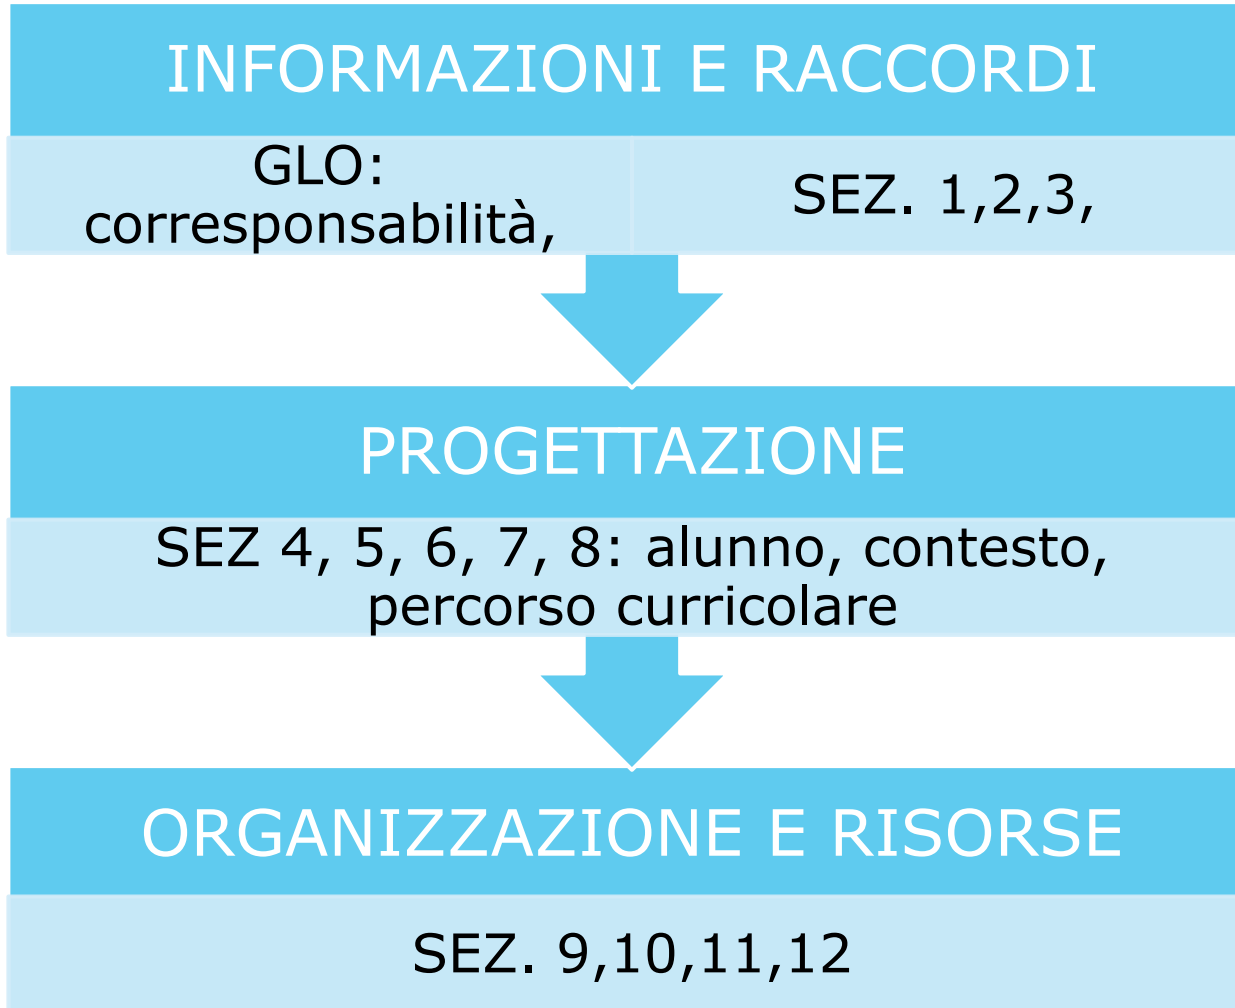 INFORMAZIONI E RACCORDI
GLO:
corresponsabilità,
SEZ. 1,2,3,
PROGETTAZIONE
SEZ 4, 5, 6, 7, 8: alunno, contesto,
percorso curricolare
ORGANIZZAZIONE E RISORSE
SEZ. 9,10,11,12